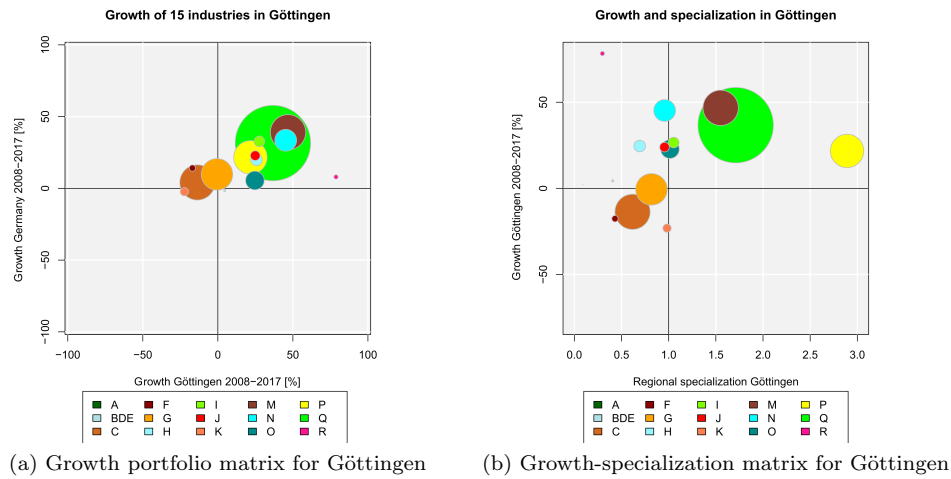 Growth of 15 industries in Göttingen
Growth Germany 2008−2017 [%]
100
50
0
−50
−100
−100 −50 0 50 100
Growth Göttingen 2008−2017 [%]
A F I M P
BDE G J N Q
C H K O R
(a) Growth portfolio matrix for Göttingen
Growth and specialization in Göttingen
Growth Göttingen 2008−2017 [%]
50
0
−50
0.0 0.5 1.0 1.5 2.0 2.5 3.0
Regional specialization Göttingen
A F I M P
BDE G J N Q
C H K O R
(b) Growth-specialization matrix for Göttingen